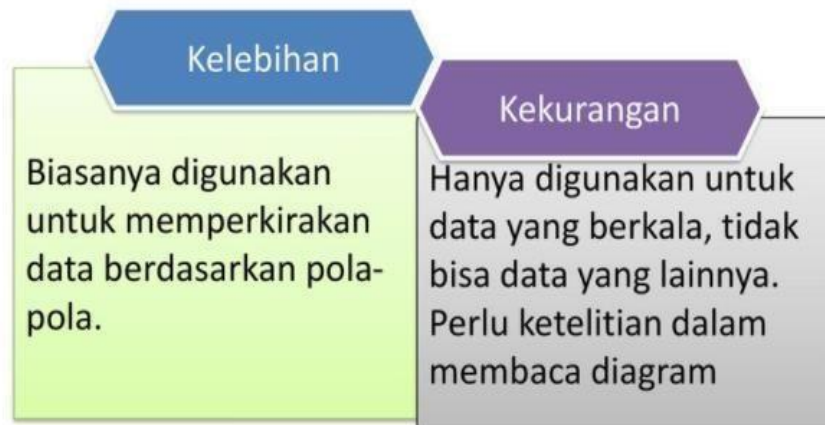 Kelebihan
Biasanya digunakan
untuk memperkirakan
data berdasarkan pola-
pola.
Kekurangan
Hanya digunakan untuk
data yang berkala, tidak
bisa data yang lainnya.
Perlu ketelitian dalam
membaca diagram